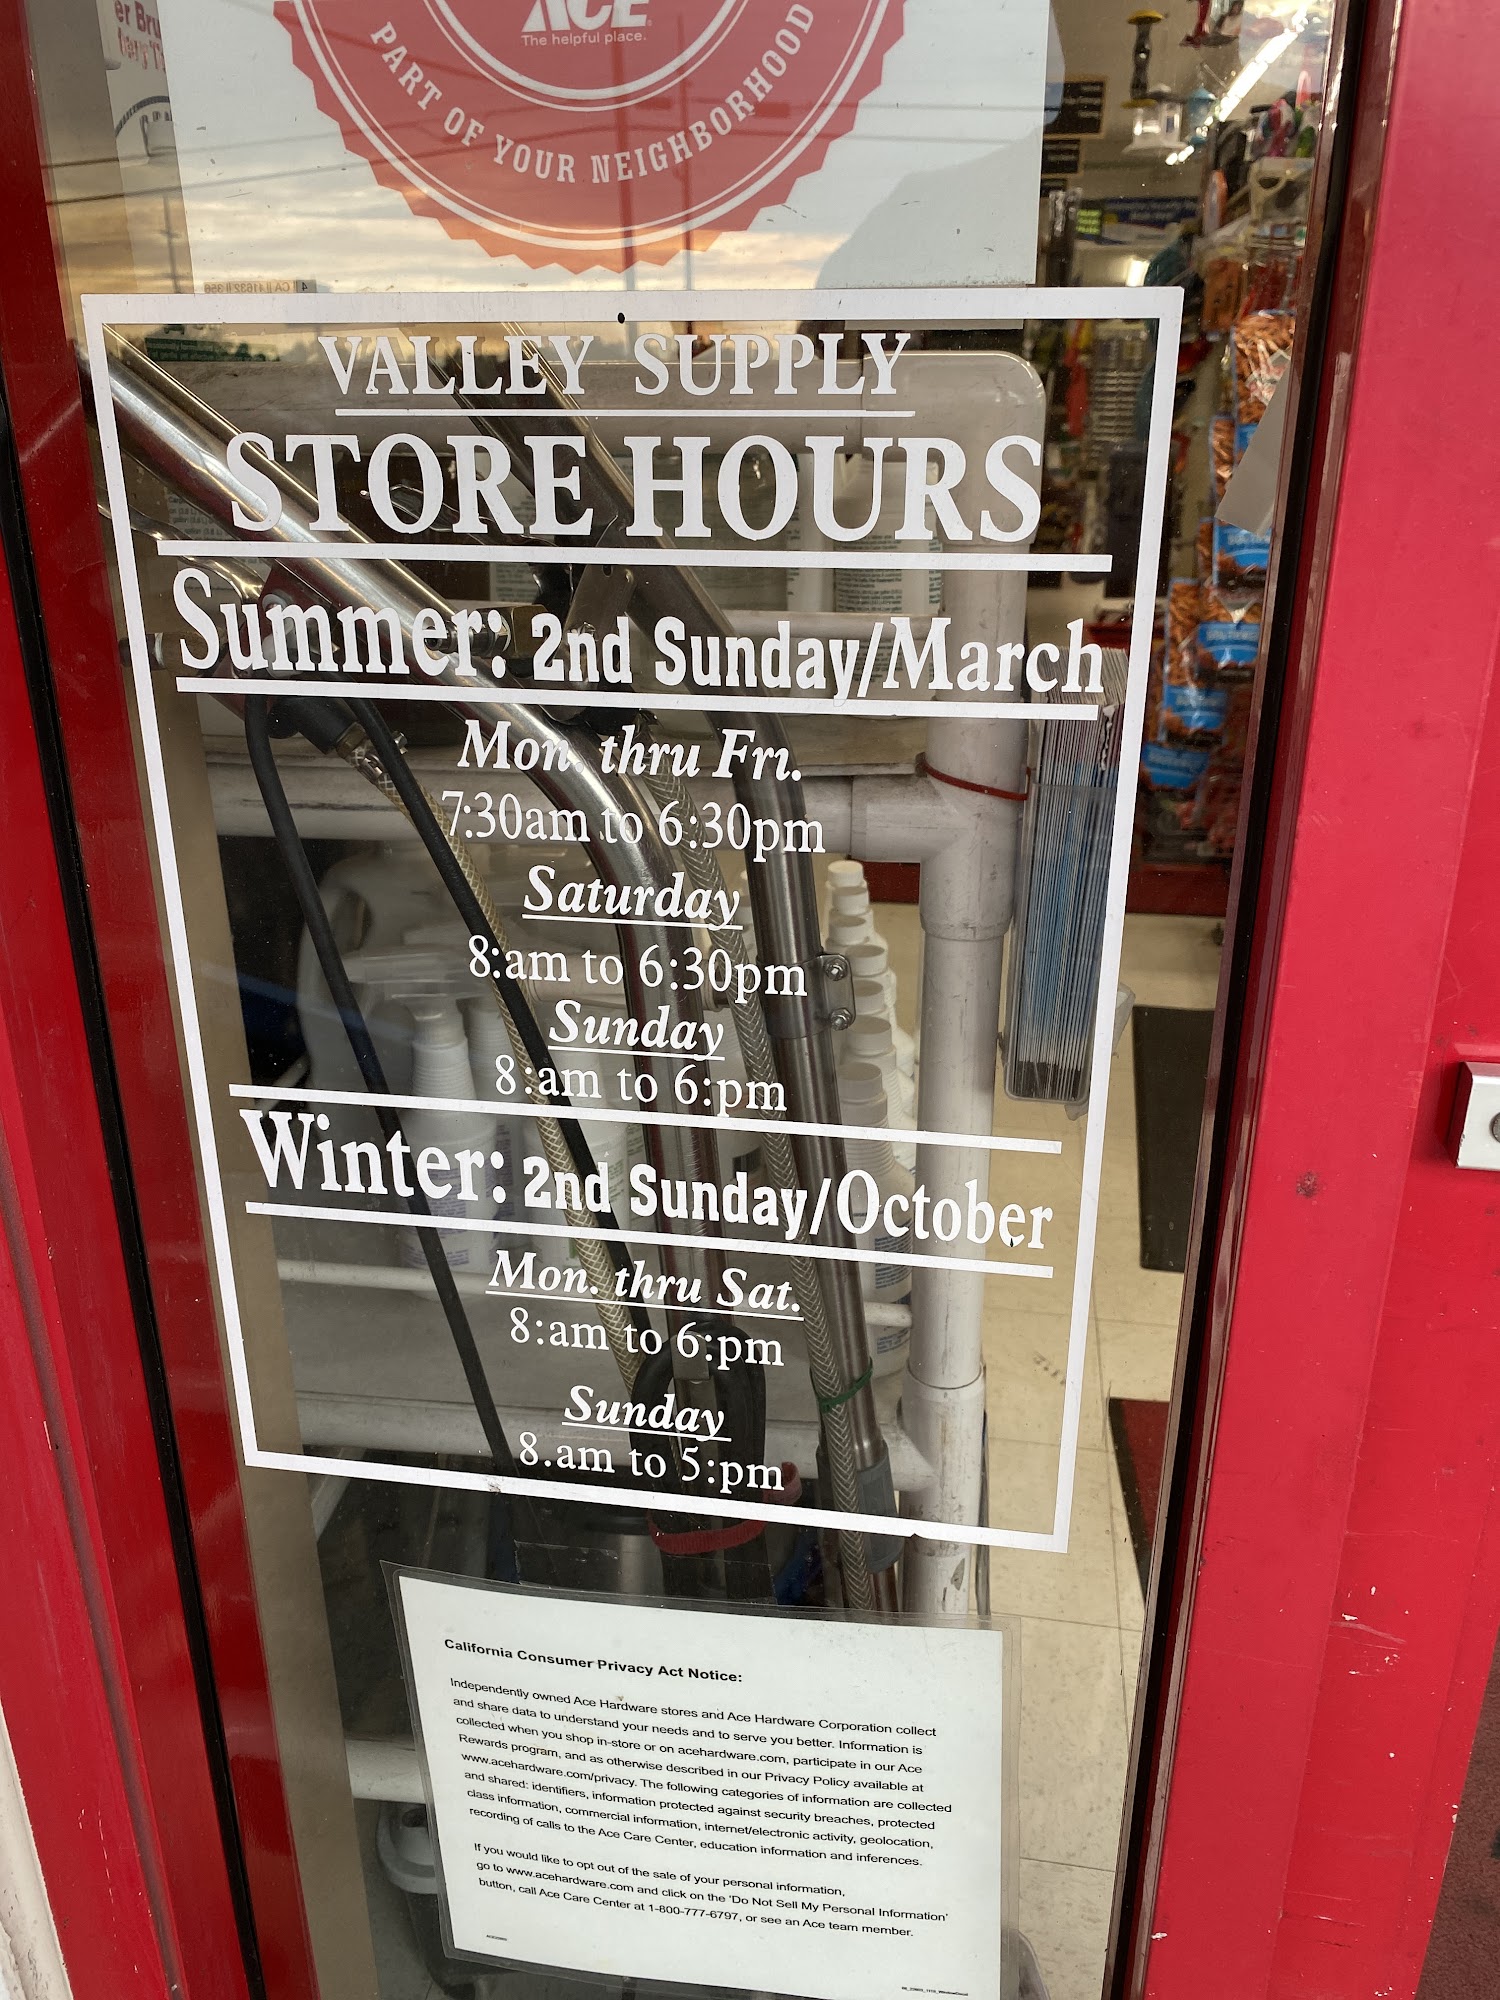 ACE
The helpful place.
PART OF YOUR NEIGHBORHOOD
VALLEY SUPPLY
STORE HOURS
Summer: 2nd Sunday/March
Mon. thru Fri.
7:30am to 6:30pm
Saturday
8:am to 6:30pm
Sunday
8:am to 6:pm
Winter: 2nd Sunday/October
Mon. thru Sat.
8:am to 6:pm
Sunday
8.am to 5:pm
California Consumer Privacy Act Notice:
Independently owned Ace Hardware stores and Ace Hardware Corporation collect
and share data to understand your needs and to serve you better. Information is
collected when you shop in-store or on acehardware.com, participate in our Ace
Rewards program, and as otherwise described in our Privacy Policy available at
www.acehardware.com/privacy. The following categories of information are collected
and shared: identifiers, information protected against security breaches, protected
class information, commercial information, internet/electronic activity, geolocation,
recording of calls to the Ace Care Center, education information and inferences.
If you would like to opt out of the sale of your personal information,
go to www.acehardware.com and click on the 'Do Not Sell My Personal Information'
button, call Ace Care Center at 1-800-777-6797, or see an Ace team member.